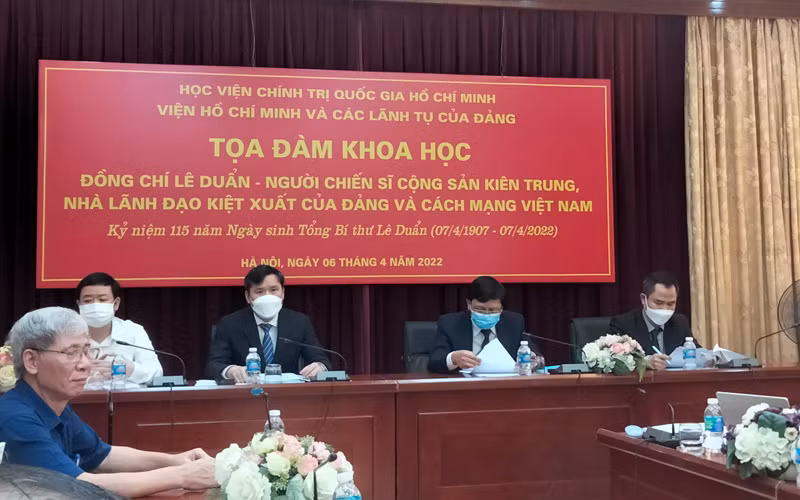 HỌC VIỆN CHÍNH TRỊ QUỐC GIA HỒ CHÍ MINH
VIỆN HỒ CHÍ MINH VÀ CÁC LÃNH TỤ CỦA ĐẢNG
TỌA ĐÀM KHOA HỌC
ĐỒNG CHÍ LÊ DUẨN - NGƯỜI CHIẾN SĨ CỘNG SẢN KIÊN TRUNG,
NHÀ LÃNH ĐẠO KIỆT XUẤT CỦA ĐẢNG VÀ CÁCH MẠNG VIỆT NAM
Kỷ niệm 115 năm Ngày sinh Tổng Bí thư Lê Duẩn (07/4/1907 - 07/4/2022)
HÀ NỘI, NGÀY 06 THÁNG 4 NĂM 2022